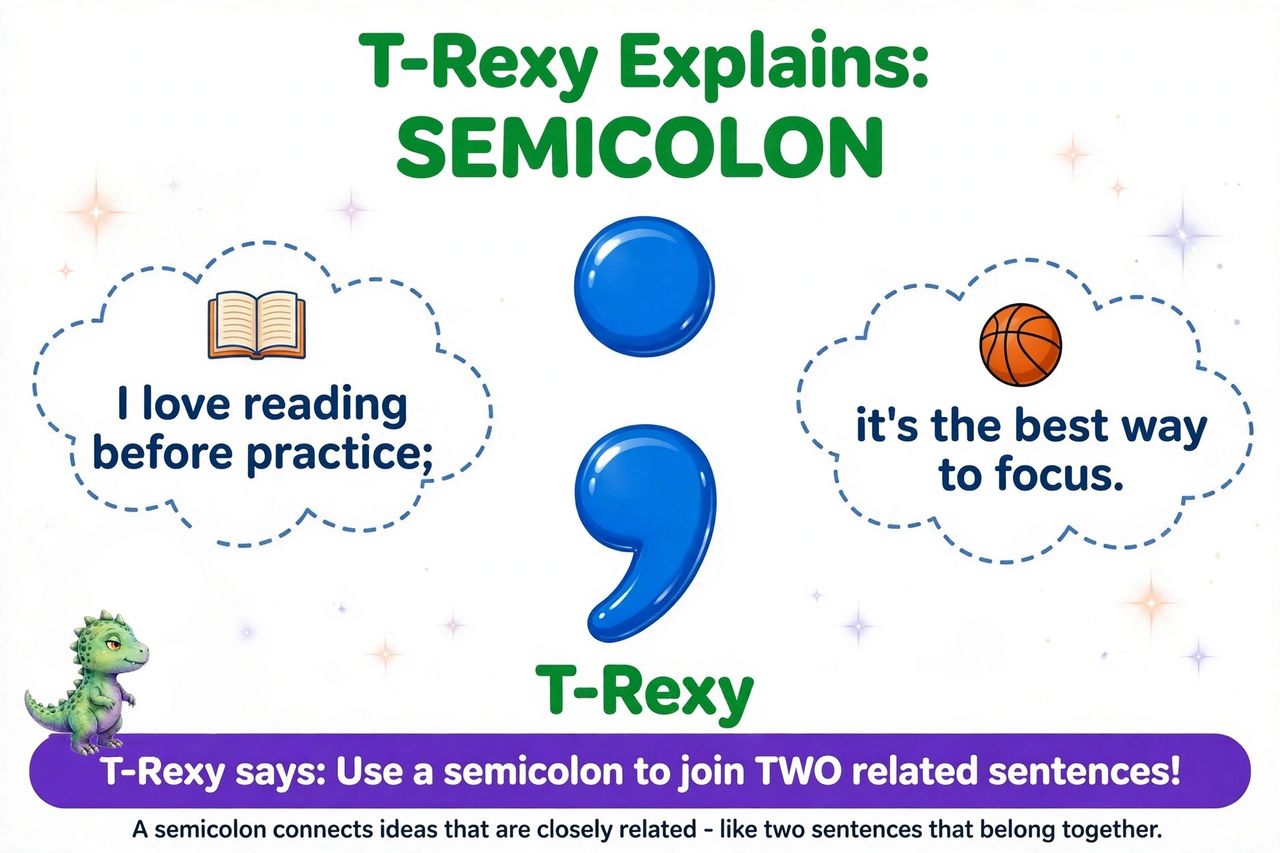 T-Rexy Explains:
SEMICOLON
;
I love reading
before practice;
it's the best way
to focus.
T-Rexy
T-Rexy says: Use a semicolon to join TWO related sentences!
A semicolon connects ideas that are closely related - like two sentences that belong together.